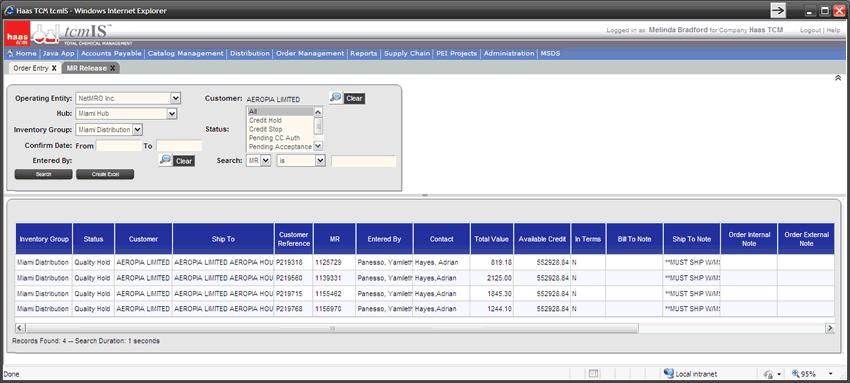 Haas TCM tcmIS - Windows Internet Explorer
haas tcm tcmIS™ TOTAL CHEMICAL MANAGEMENT
Logged in as: Melinda Bradford for Company Haas TCM Logout | Help
Home | Java App | Accounts Payable | Catalog Management | Distribution | Order Management | Reports | Supply Chain | PEI Projects | Administration | MSDS
Order Entry X MR Release X
Operating Entity: NetMRO Inc. Customer: AEROPIA LIMITED Clear
Hub: Miami Hub
Inventory Group: Miami Distribution
Confirm Date: From To
Entered By: Clear
Search Create Excel
Status: All
Credit Hold
Credit Stop
Pending CC Auth
Pending Acceptance
Search: MR is
Inventory Group Status Customer Ship To Customer Reference MR Entered By Contact Total Value Available Credit In Terms Bill To Note Ship To Note Order Internal Note Order External Note
Miami Distribution Quality Hold AEROPIA LIMITED AEROPIA LIMITED AEROPIA HOU P219318 1125729 Panesso, Yamleth Hayes, Adrian 819.18 552928.84 N **MUST SHIP W/MS
Miami Distribution Quality Hold AEROPIA LIMITED AEROPIA LIMITED AEROPIA HOU P219560 1139331 Panesso, Yamleth Hayes,Adrian 2125.00 552928.84 N **MUST SHIP W/MS
Miami Distribution Quality Hold AEROPIA LIMITED AEROPIA LIMITED AEROPIA HOU P219715 1155462 Panesso, Yamleth Hayes,Adrian 1845.30 552928.84 N **MUST SHIP W/MS
Miami Distribution Quality Hold AEROPIA LIMITED AEROPIA LIMITED AEROPIA HOU P219768 1156970 Panesso, Yamleth Hayes,Adrian 1244.10 552928.84 N **MUST SHIP W/MS
Records Found: 4 -- Search Duration: 1 seconds
Done Local intranet 95%